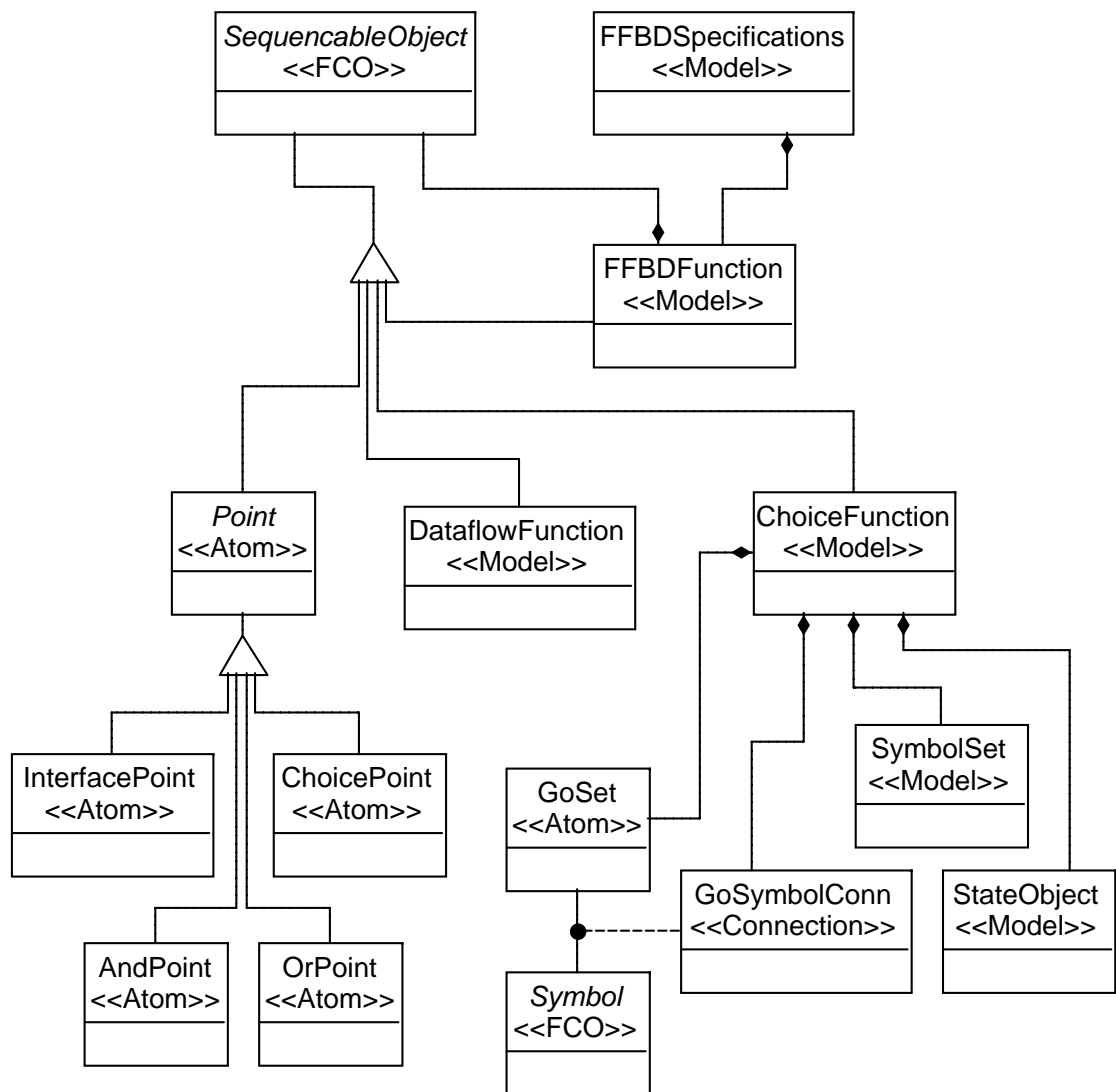 SequencableObject
<<FCO>>
FFBDSpecifications
<<Model>>
FFBDFunction
<<Model>>
Point
<<Atom>>
DataflowFunction
<<Model>>
ChoiceFunction
<<Model>>
InterfacePoint
<<Atom>>
ChoicePoint
<<Atom>>
GoSet
<<Atom>>
SymbolSet
<<Model>>
AndPoint
<<Atom>>
OrPoint
<<Atom>>
GoSymbolConn
<<Connection>>
StateObject
<<Model>>
Symbol
<<FCO>>